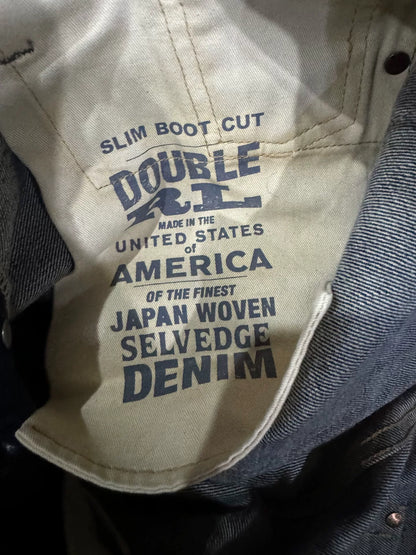 SLIM BOOT CUT
DOUBLE
RL
MADE IN THE
UNITED STATES
of
AMERICA
OF THE FINEST
JAPAN WOVEN
SELVEDGE
DENIM